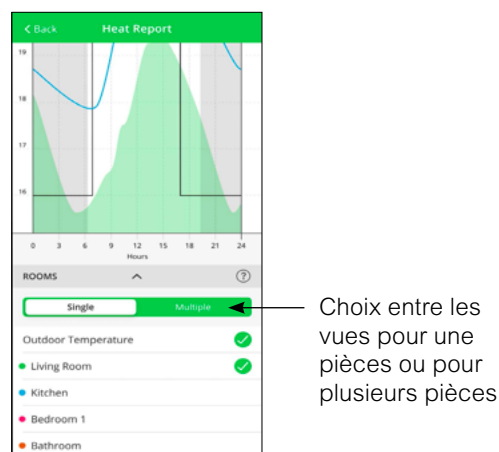 Back Heat Report
19
18
17
16
0 3 6 9 12 15 18 21 24
Hours
ROOMS ?
Single Multiple
Outdoor Temperature
Living Room
Kitchen
Bedroom 1
Bathroom
Choix entre les
vues pour une
pièces ou pour
plusieurs pièces